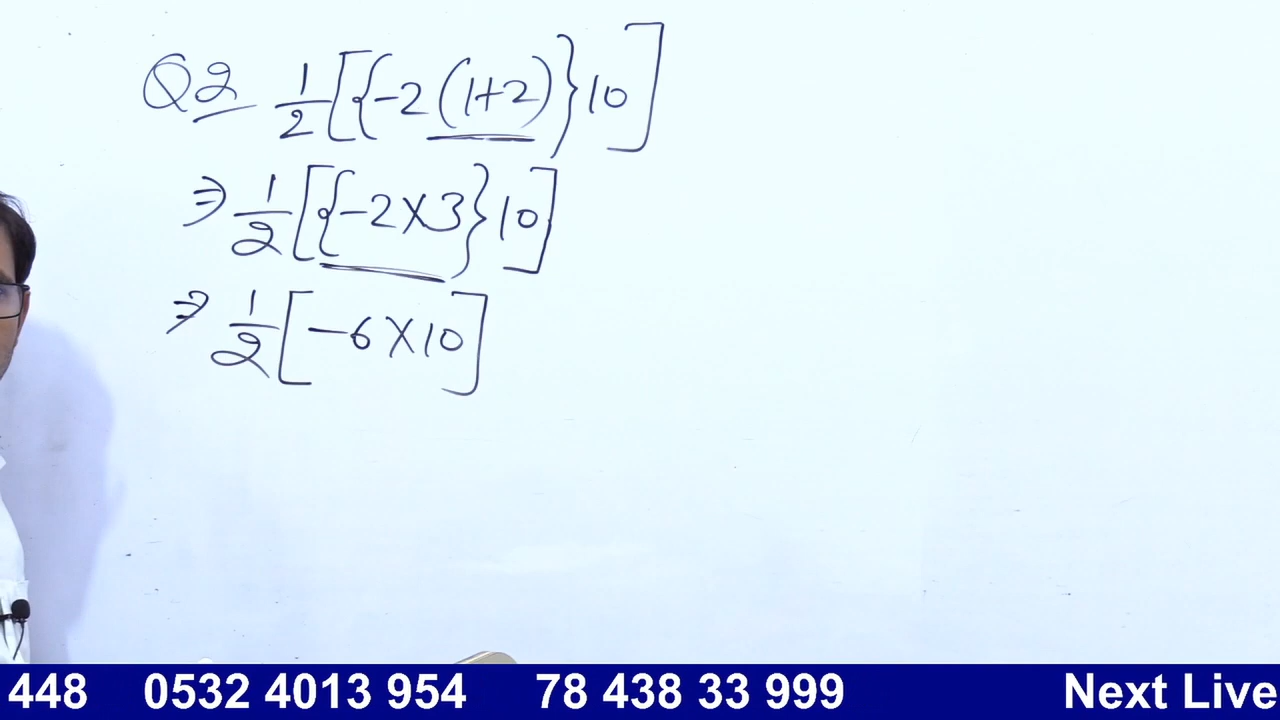 Q2 1/2[{-2(1+2)}10]
⇒ 1/2[{-2×3}10]
⇒ 1/2[-6×10]
448 0532 4013 954 78 438 33 999 Next Live